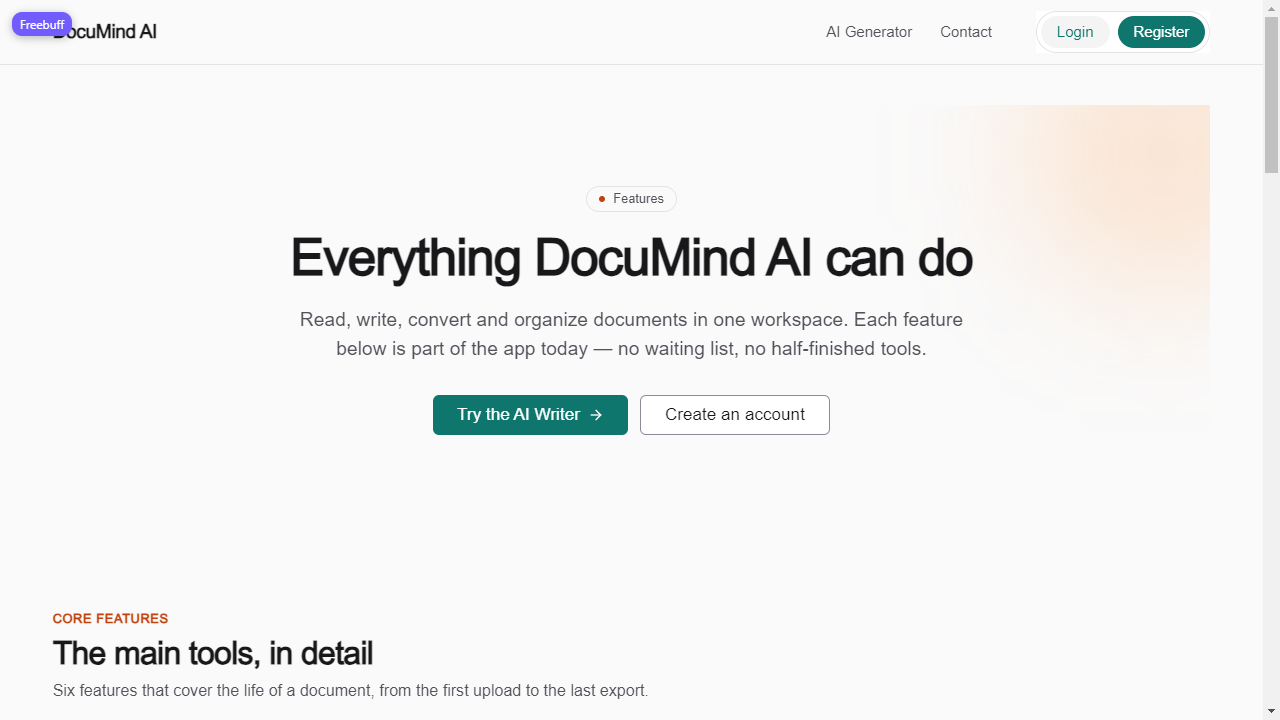 Freebuff
DocuMind AI
AI Generator
Contact
Login
Register
Features
Everything DocuMind AI can do
Read, write, convert and organize documents in one workspace. Each feature
below is part of the app today — no waiting list, no half-finished tools.
Try the AI Writer →
Create an account
CORE FEATURES
The main tools, in detail
Six features that cover the life of a document, from the first upload to the last export.